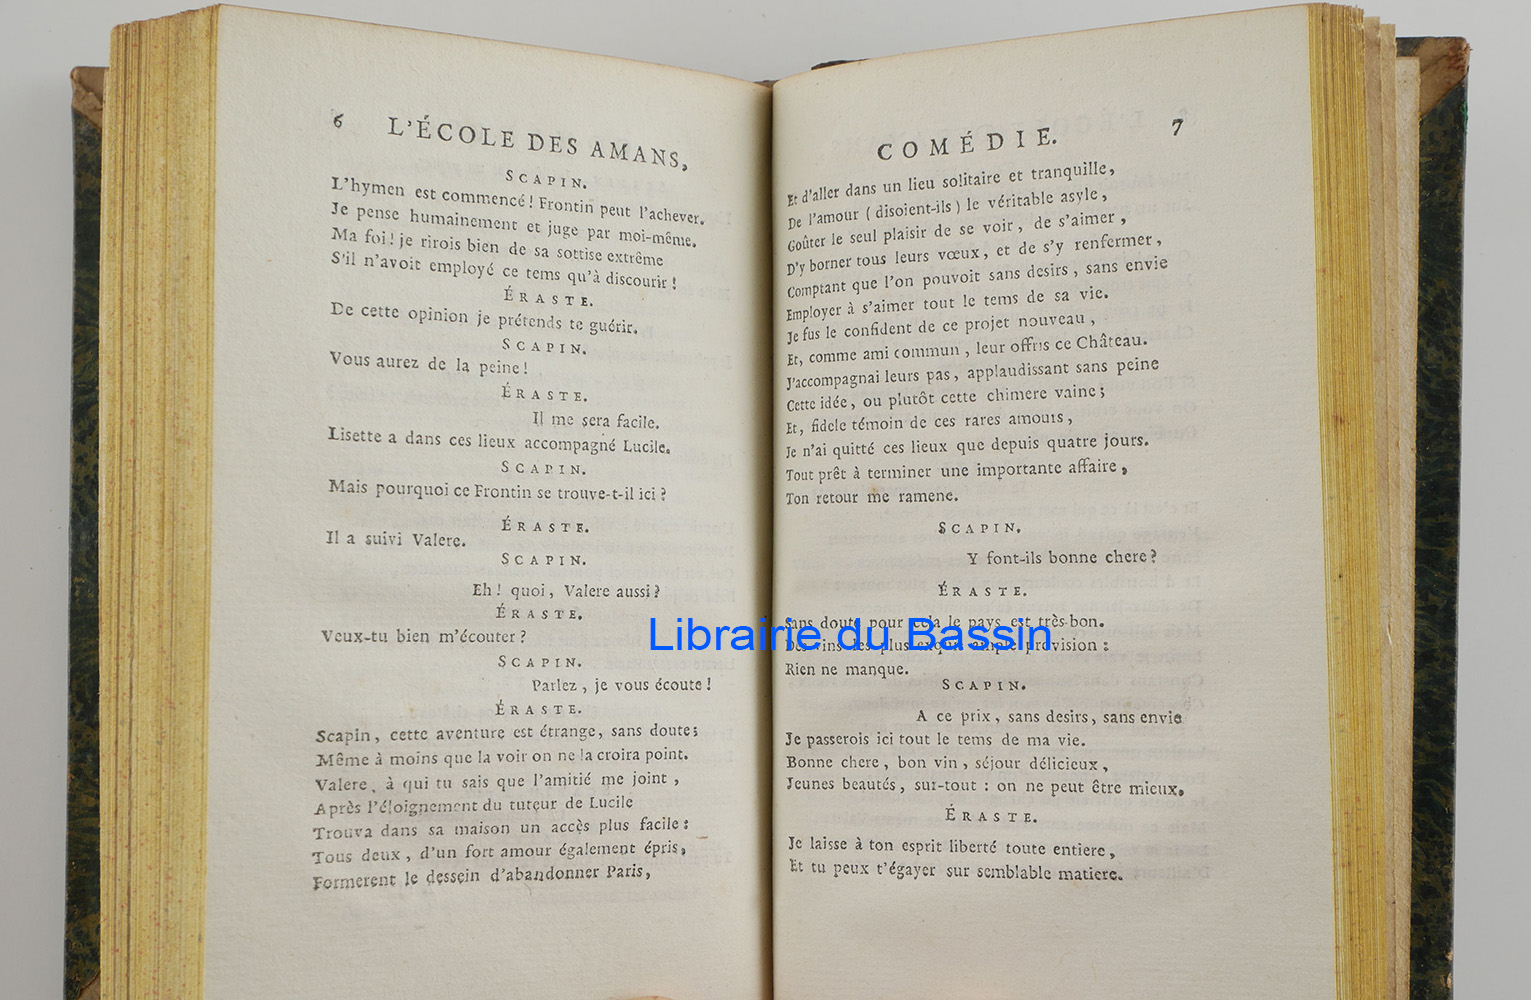 6 L'ÉCOLE DES AMANS,
SCAPIN.
L'hymen est commencé ! Frontin peut l'achever.
Je pense humainement et juge par moi-même.
Ma foi ! je rirois bien de sa sottise extrême
S'il n'avoit employé ce tems qu'à discourir !
ÉRASTE.
De cette opinion je prétends te guérir.
SCAPIN.
Vous aurez de la peine !
ÉRASTE.
Il me sera facile.
Lisette a dans ces lieux accompagné Lucile.
SCAPIN.
Mais pourquoi ce Frontin se trouve-t-il ici ?
ÉRASTE.
Il a suivi Valere.
SCAPIN.
Eh ! quoi, Valere aussi ?
ÉRASTE.
Veux-tu bien m'écouter ?
SCAPIN.
Parlez, je vous écoute !
ÉRASTE.
Scapin, cette aventure est étrange, sans doute ;
Même à moins que la voir on ne la croira point.
Valere, à qui tu sais que l'amitié me joint,
Après l'éloignement du tuteur de Lucile
Trouva dans sa maison un accès plus facile :
Tous deux, d'un fort amour également épris,
Formerent le dessein d'abandonner Paris,
COMÉDIE. 7
Et d'aller dans un lieu solitaire et tranquille,
De l'amour ( disoient-ils ) le véritable asyle,
Goûter le seul plaisir de se voir, de s'aimer,
D'y borner tous leurs vœux, et de s'y renfermer,
Comptant que l'on pouvoit sans desirs, sans envie
Employer à s'aimer tout le tems de sa vie.
Je fus le confident de ce projet nouveau,
Et, comme ami commun, leur offris ce Château.
J'accompagnai leurs pas, applaudissant sans peine
Cette idée, ou plutôt cette chimere vaine ;
Et, fidele témoin de ces rares amours,
Je n'ai quitté ces lieux que depuis quatre jours.
Tout prêt à terminer une importante affaire,
Ton retour me ramene.
SCAPIN.
Y font-ils bonne chere ?
ÉRASTE.
Sans doute pour cela le pays est très-bon.
Des vins les plus exquis ample provision :
Rien ne manque.
SCAPIN.
A ce prix, sans desirs, sans envie
Je passerois ici tout le tems de ma vie.
Bonne chere, bon vin, séjour délicieux,
Jeunes beautés, sur-tout : on ne peut être mieux.
ÉRASTE.
Je laisse à ton esprit liberté toute entiere,
Et tu peux t'égayer sur semblable matiere.
Librairie du Bassin